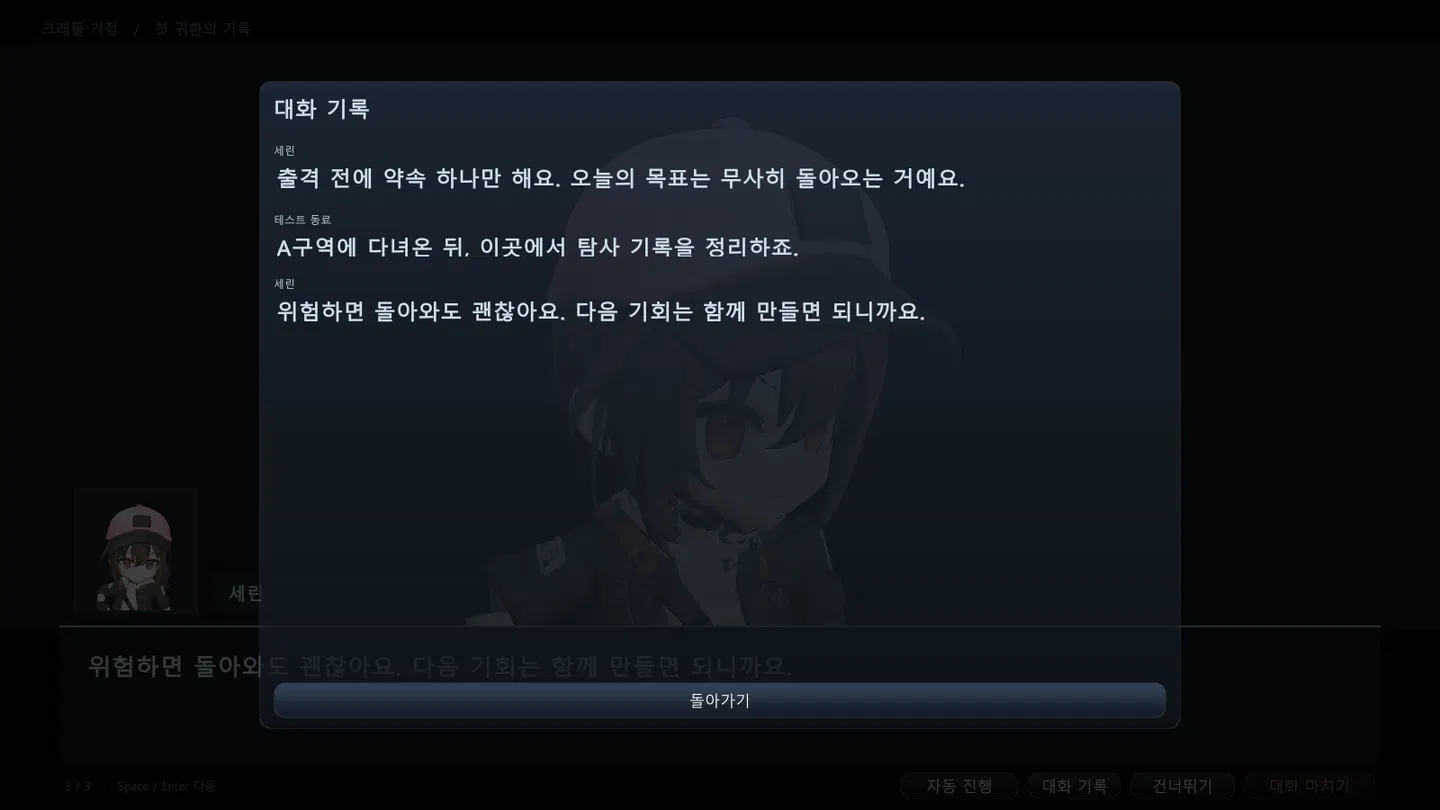 크래들 거점 / 첫 귀환의 기록
대화 기록
세린
출격 전에 약속 하나만 해요. 오늘의 목표는 무사히 돌아오는 거예요.
테스트 동료
A구역에 다녀온 뒤, 이곳에서 탐사 기록을 정리하죠.
세린
위험하면 돌아와도 괜찮아요. 다음 기회는 함께 만들면 되니까요.
세린
위험하면 돌아와도 괜찮아요. 다음 기회는 함께 만들면 되니까요.
돌아가기
3 / 3 · Space / Enter 다음
자동 진행
대화 기록
건너뛰기
대화 마치기